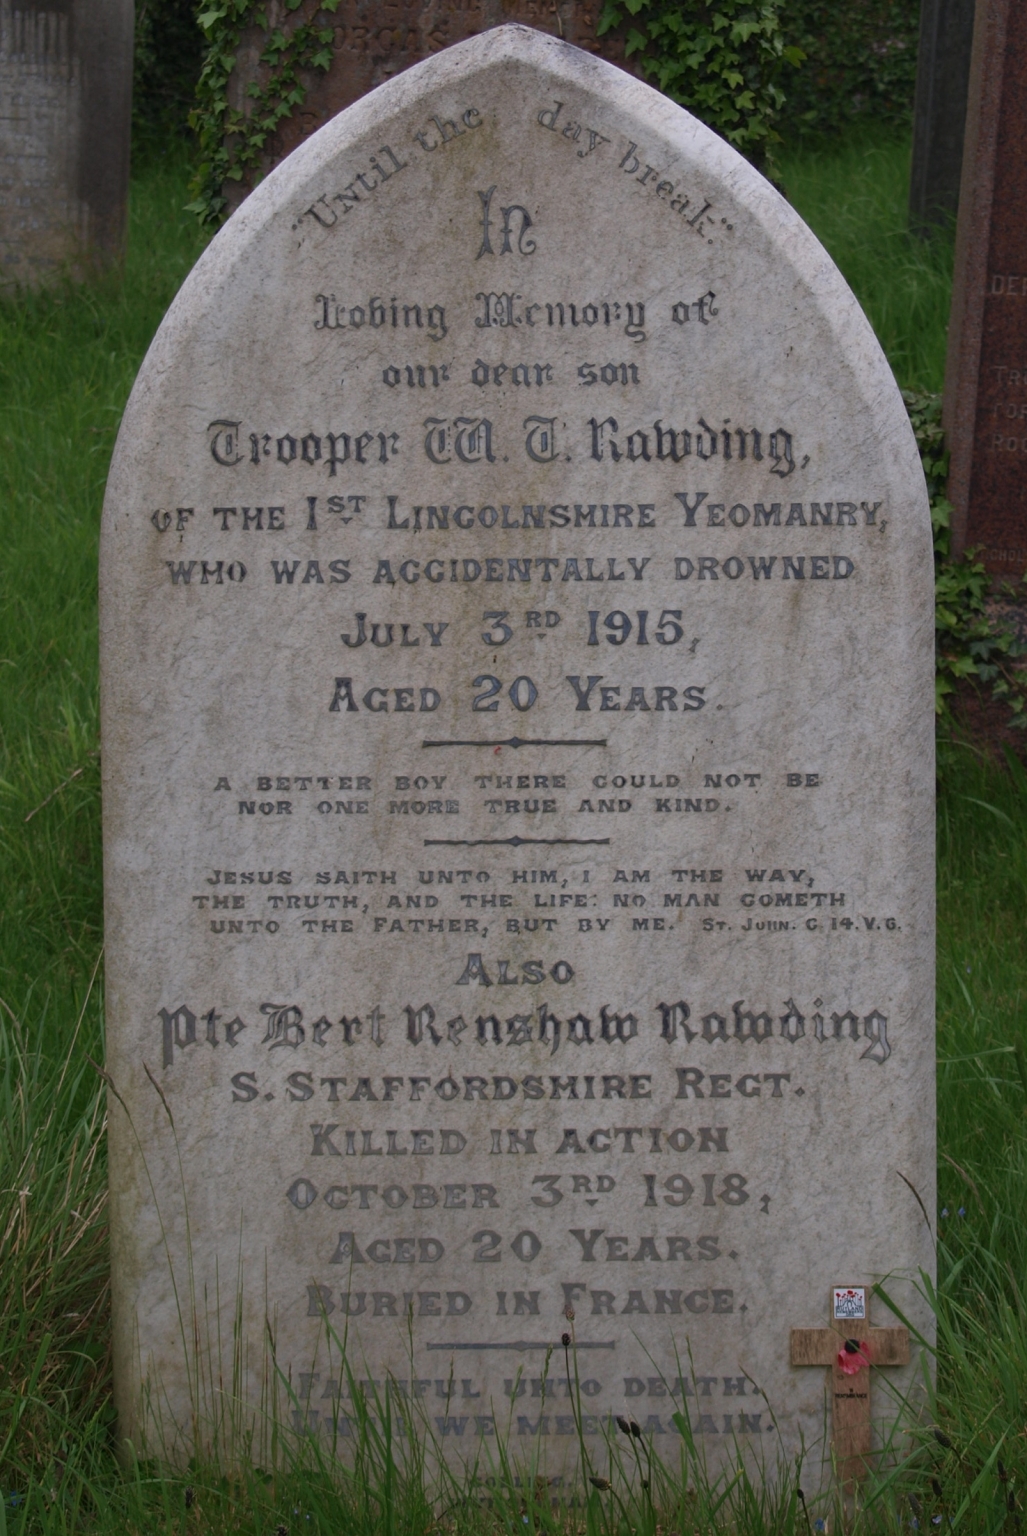 "Until the day break."
In
Loving Memory of
our dear son
Trooper W. T. Rawding,
OF THE 1ST LINCOLNSHIRE YEOMANRY,
WHO WAS ACCIDENTALLY DROWNED
JULY 3RD 1915,
AGED 20 YEARS.
A BETTER BOY THERE COULD NOT BE
NOR ONE MORE TRUE AND KIND.
JESUS SAITH UNTO HIM, I AM THE WAY,
THE TRUTH, AND THE LIFE: NO MAN COMETH
UNTO THE FATHER, BUT BY ME. ST. JOHN. C. 14. V. 6.
ALSO
Pte Bert Renshaw Rawding
S. STAFFORDSHIRE REGT.
KILLED IN ACTION
OCTOBER 3RD 1918,
AGED 20 YEARS.
BURIED IN FRANCE.
FAITHFUL UNTO DEATH.
UNTIL WE MEET AGAIN.